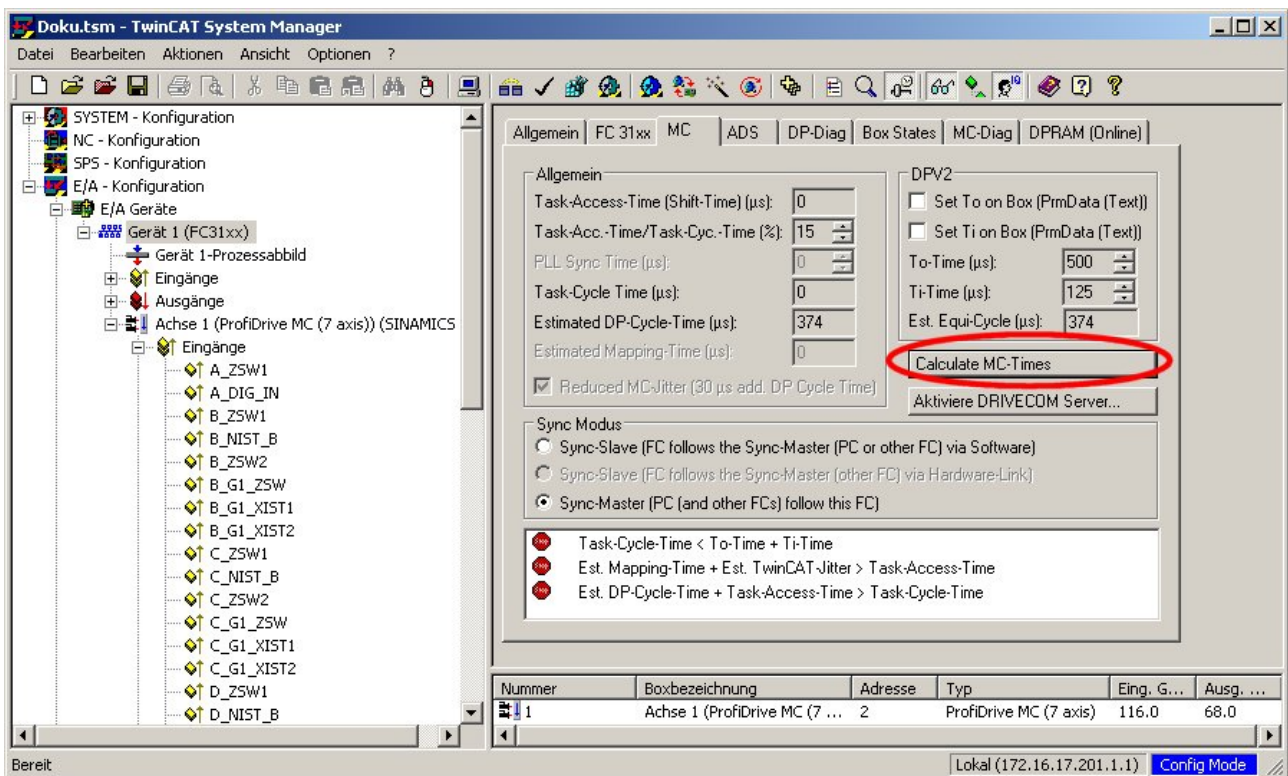 Doku.tsm - TwinCAT System Manager
Datei Bearbeiten Aktionen Ansicht Optionen ?
SYSTEM - Konfiguration
NC - Konfiguration
SPS - Konfiguration
E/A - Konfiguration
E/A Geräte
Gerät 1 (FC31xx)
Gerät 1-Prozessabbild
Eingänge
Ausgänge
Achse 1 (ProfiDrive MC (7 axis)) (SINAMICS
Eingänge
A_ZSW1
A_DIG_IN
B_ZSW1
B_NIST_B
B_ZSW2
B_G1_ZSW
B_G1_XIST1
B_G1_XIST2
C_ZSW1
C_NIST_B
C_ZSW2
C_G1_ZSW
C_G1_XIST1
C_G1_XIST2
D_ZSW1
D_NIST_B
Allgemein FC 31xx MC ADS DP-Diag Box States MC-Diag DPRAM (Online)
Allgemein
Task-Access-Time (Shift-Time) (µs): 0
Task-Acc.-Time/Task-Cyc.-Time (%): 15
PLL Sync Time (µs): 0
Task-Cycle Time (µs): 0
Estimated DP-Cycle-Time (µs): 374
Estimated Mapping-Time (µs): 0
Reduced MC-Jitter (30 µs add. DP Cycle Time)
DPV2
Set To on Box (PrmData (Text))
Set Ti on Box (PrmData (Text))
To-Time (µs): 500
Ti-Time (µs): 125
Est. Equi-Cycle (µs): 374
Calculate MC-Times
Aktiviere DRIVECOM Server...
Sync Modus
Sync-Slave (FC follows the Sync-Master (PC or other FC) via Software)
Sync-Slave (FC follows the Sync-Master (other FC) via Hardware-Link)
Sync-Master (PC (and other FCs) follow this FC)
Task-Cycle-Time < To-Time + Ti-Time
Est. Mapping-Time + Est. TwinCAT-Jitter > Task-Access-Time
Est. DP-Cycle-Time + Task-Access-Time > Task-Cycle-Time
Nummer Boxbezeichnung Adresse Typ Eing. G... Ausg. ...
1 Achse 1 (ProfiDrive MC (7 ... 2 ProfiDrive MC (7 axis) 116.0 68.0
Bereit Lokal (172.16.17.201.1.1) Config Mode